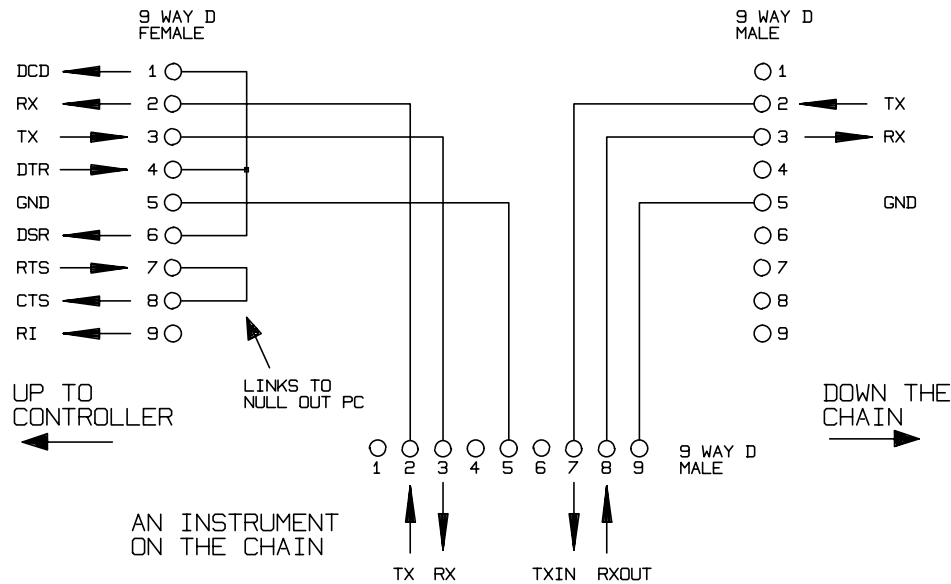 9 WAY D
FEMALE
9 WAY D
MALE
DCD 1
RX 2
TX 3
DTR 4
GND 5
DSR 6
RTS 7
CTS 8
RI 9
1
2 TX
3 RX
4
5 GND
6
7
8
9
LINKS TO
NULL OUT PC
UP TO
CONTROLLER
DOWN THE
CHAIN
1 2 3 4 5 6 7 8 9
9 WAY D
MALE
AN INSTRUMENT
ON THE CHAIN
TX RX TXIN RXOUT